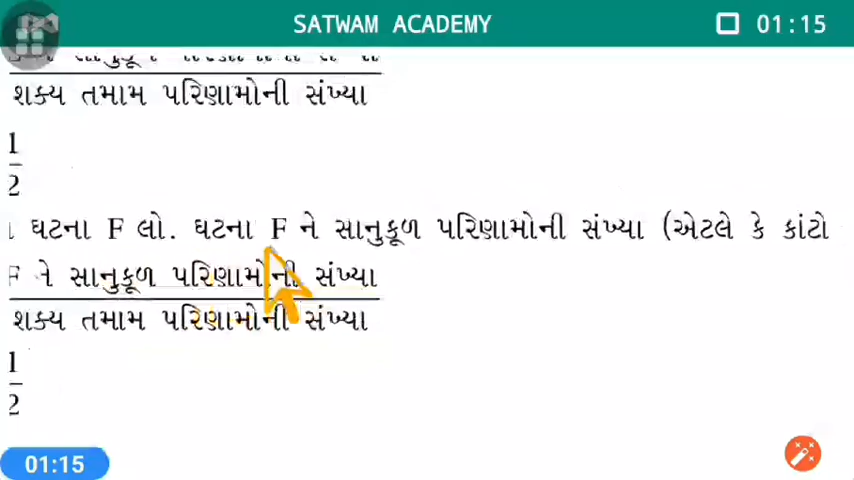 SATWAM ACADEMY
01:15
શક્ય તમામ પરિણામોની સંખ્યા
1
2
ઘટના F લો. ઘટના F ને સાનુકૂળ પરિણામોની સંખ્યા (એટલે કે કાંટો
F ને સાનુકૂળ પરિણામોની સંખ્યા
શક્ય તમામ પરિણામોની સંખ્યા
1
2
01:15